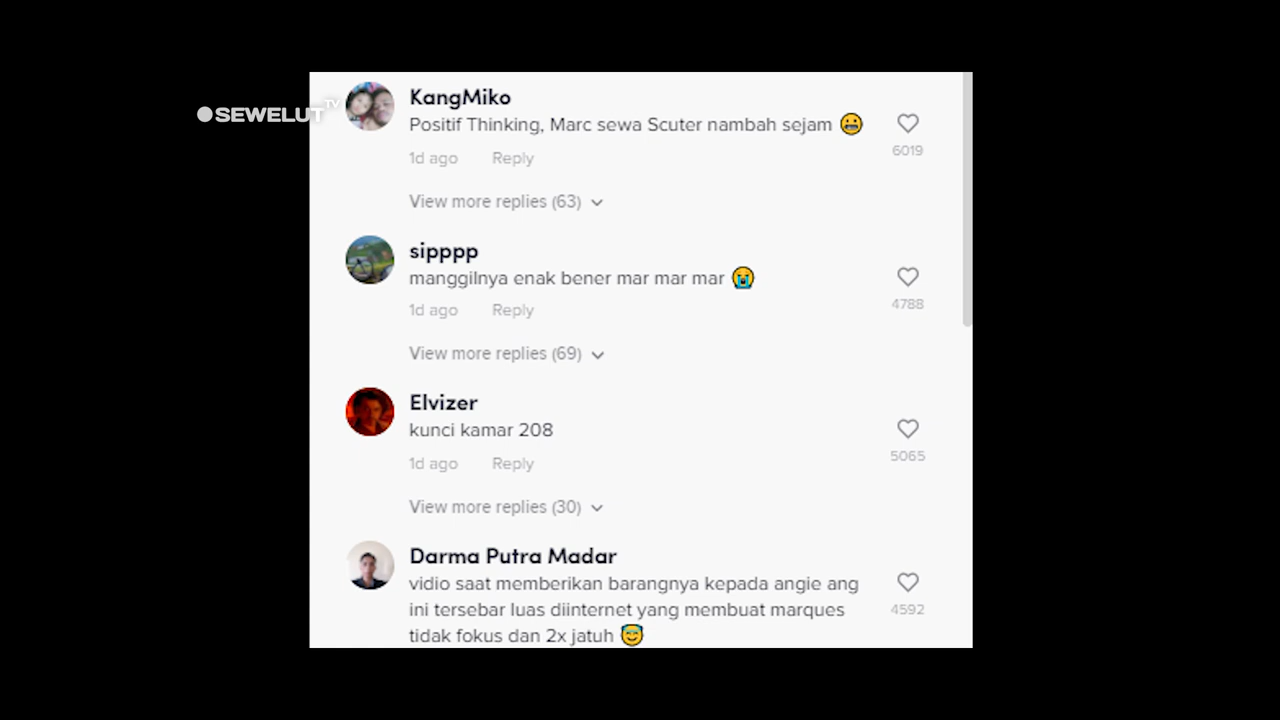 SEWELUT TV
KangMiko
Positif Thinking, Marc sewa Scuter nambah sejam 😀
6019
1d ago Reply
View more replies (63)
sipppp
manggilnya enak bener mar mar mar 😭
4788
1d ago Reply
View more replies (69)
Elvizer
kunci kamar 208
5065
1d ago Reply
View more replies (30)
Darma Putra Madar
vidio saat memberikan barangnya kepada angie ang
ini tersebar luas diinternet yang membuat marques
4592
tidak fokus dan 2x jatuh 😇